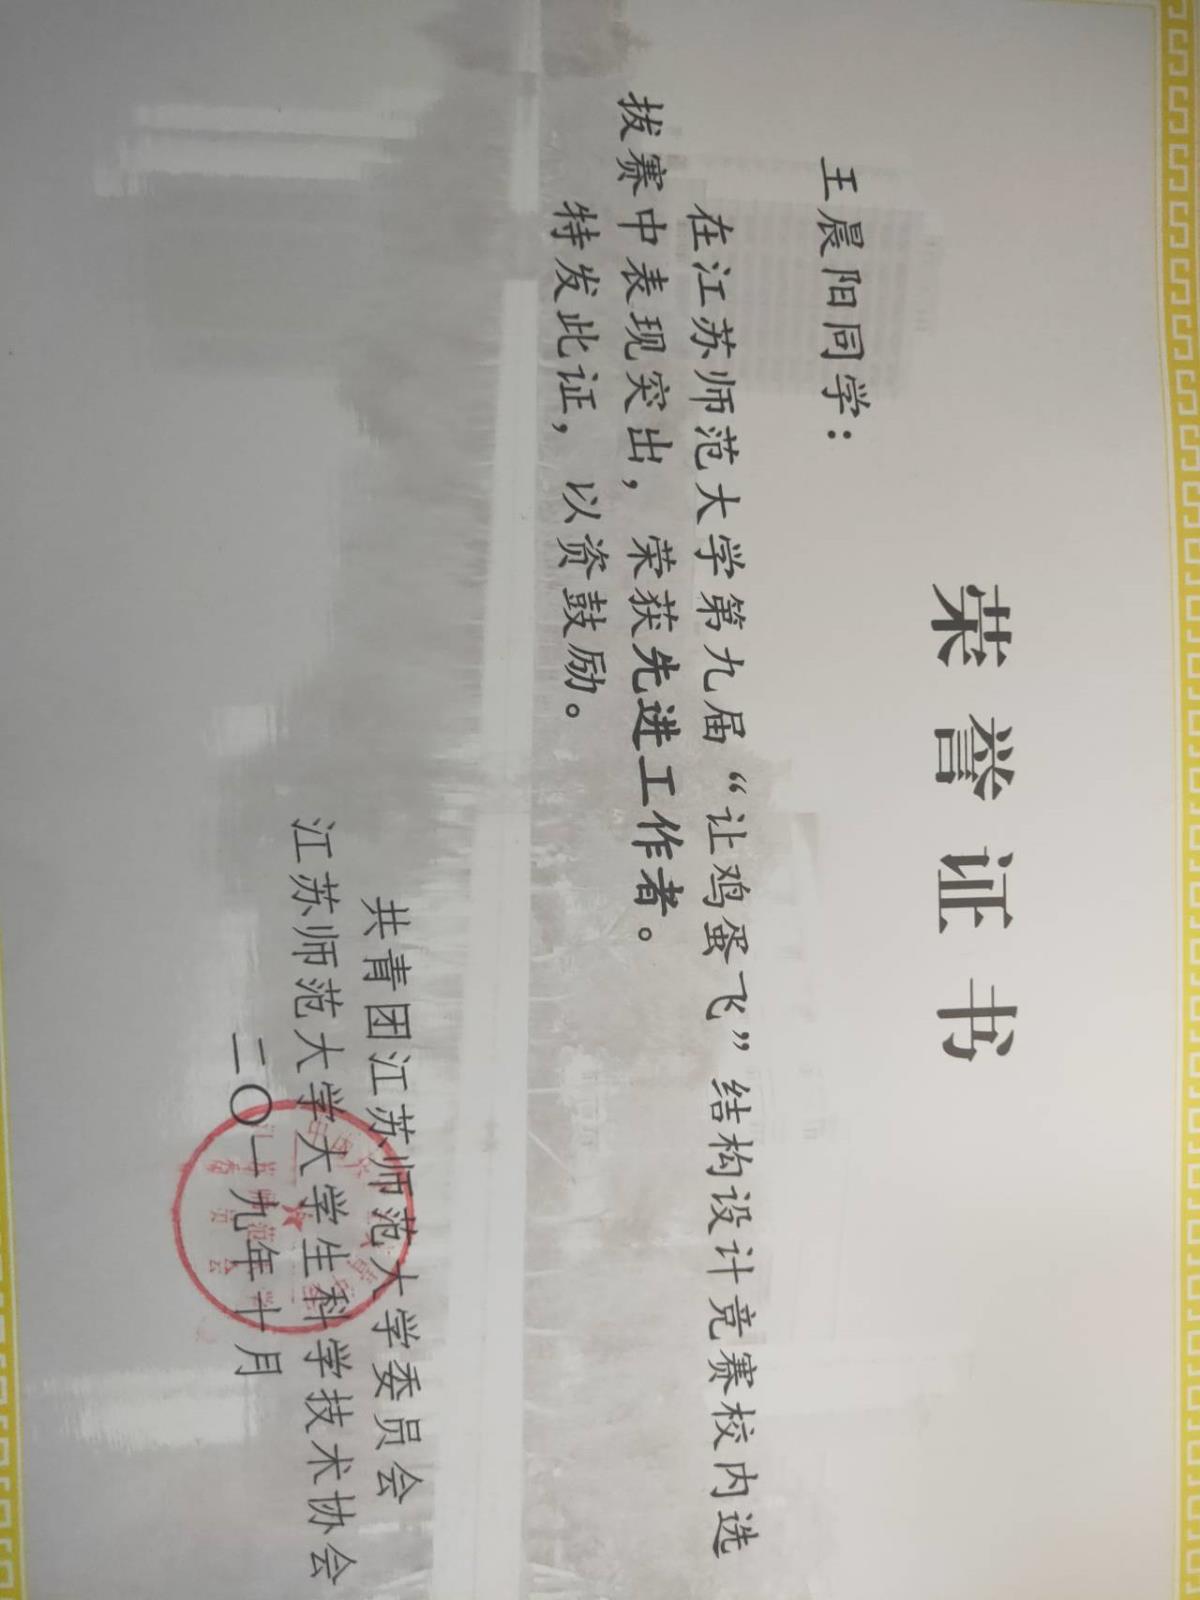 荣誉证书
王晨阳同学：
在江苏师范大学第九届“让鸡蛋飞”结构设计竞赛校内选
拔赛中表现突出，荣获先进工作者。
特发此证，以资鼓励。
共青团江苏师范大学委员会
江苏师范大学大学生科学技术协会
二〇一九年十月